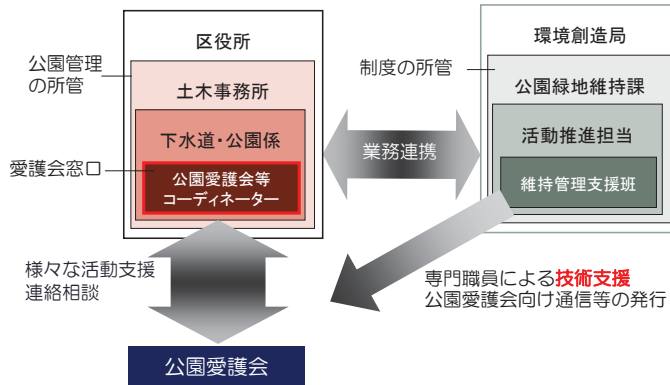 区役所
公園管理
の所管
土木事務所
下水道・公園係
愛護会窓口
公園愛護会等
コーディネーター
業務連携
環境創造局
制度の所管
公園緑地維持課
活動推進担当
維持管理支援班
様々な活動支援
連絡相談
専門職員による技術支援
公園愛護会向け通信等の発行
公園愛護会